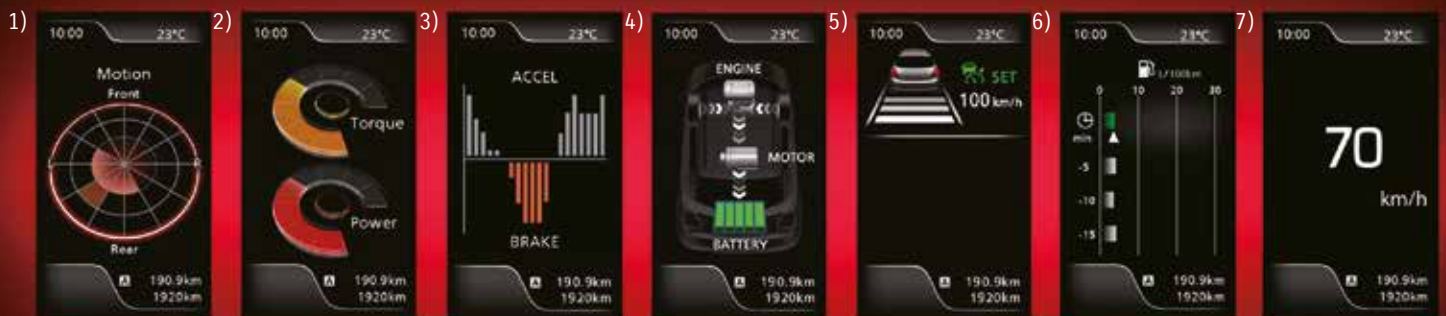 1)
10:00 23°C
Motion
Front
L R
Rear
A 190.9km
1920km
2)
10:00 23°C
Torque
Power
A 190.9km
1920km
3)
10:00 23°C
ACCEL
BRAKE
A 190.9km
1920km
4)
10:00 23°C
ENGINE
MOTOR
BATTERY
A 190.9km
1920km
5)
10:00 23°C
SET
100 km/h
A 190.9km
1920km
6)
10:00 23°C
L/100km
0 10 20 30
min
-5
-10
-15
A 190.9km
1920km
7)
10:00 23°C
70
km/h
A 190.9km
1920km